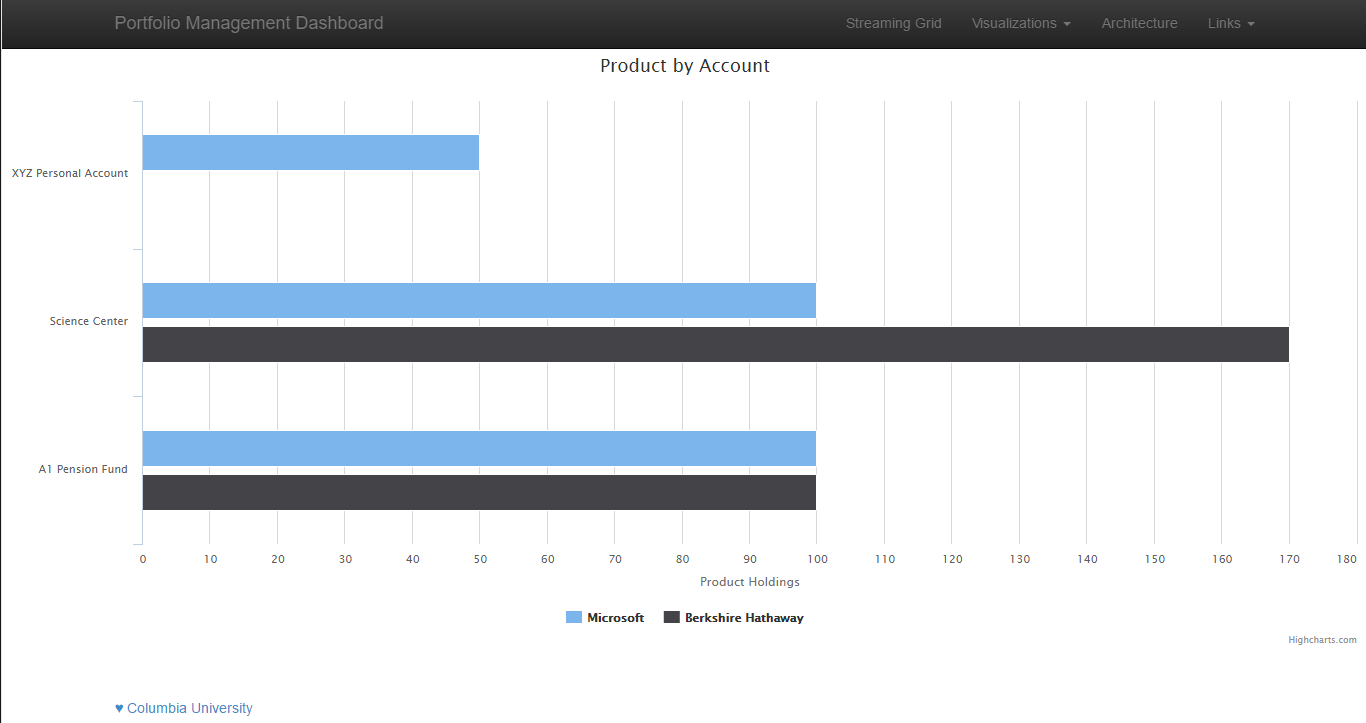 Portfolio Management Dashboard Streaming Grid Visualizations Architecture Links
Product by Account
XYZ Personal Account
Science Center
A1 Pension Fund
0 10 20 30 40 50 60 70 80 90 100 110 120 130 140 150 160 170 180
Product Holdings
Microsoft Berkshire Hathaway
Highcharts.com
♥ Columbia University